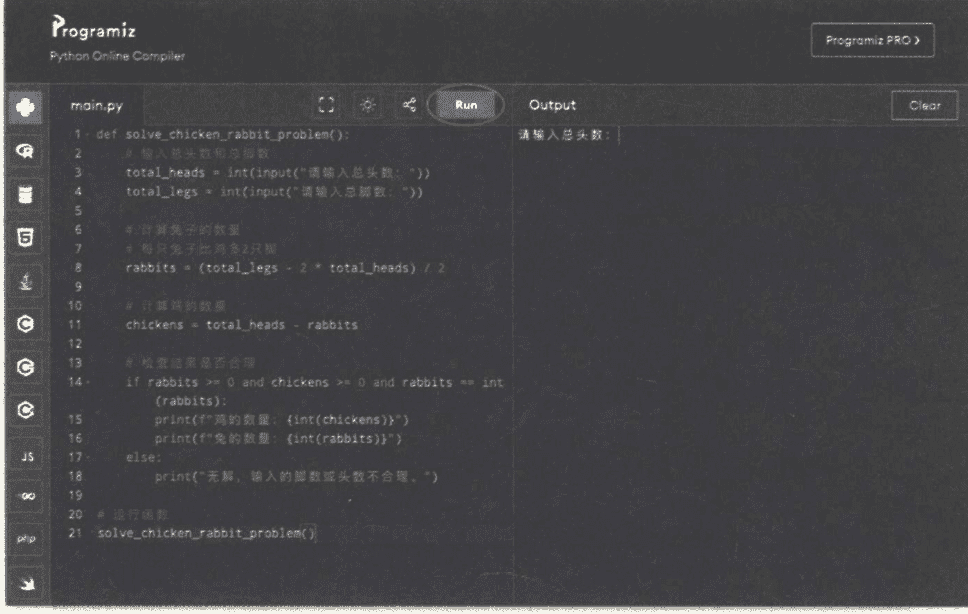 Programiz
Python Online Compiler
Programiz PRO >
main.py
Run
Output
Clear
1 def solve_chicken_rabbit_problem():
2 # 输入总头数和总脚数
3 total_heads = int(input("请输入总头数: "))
4 total_legs = int(input("请输入总脚数: "))
5
6 # 计算兔子的数量
7 # 每只兔子比鸡多2只脚
8 rabbits = (total_legs - 2 * total_heads) / 2
9
10 # 计算鸡的数量
11 chickens = total_heads - rabbits
12
13 # 检查结果是否合理
14 if rabbits >= 0 and chickens >= 0 and rabbits == int
(rabbits):
15 print(f"鸡的数量: {int(chickens)}")
16 print(f"兔的数量: {int(rabbits)}")
17 else:
18 print("无解，输入的脚数或头数不合理。")
19
20 # 运行函数
21 solve_chicken_rabbit_problem()
请输入总头数:
JS
php